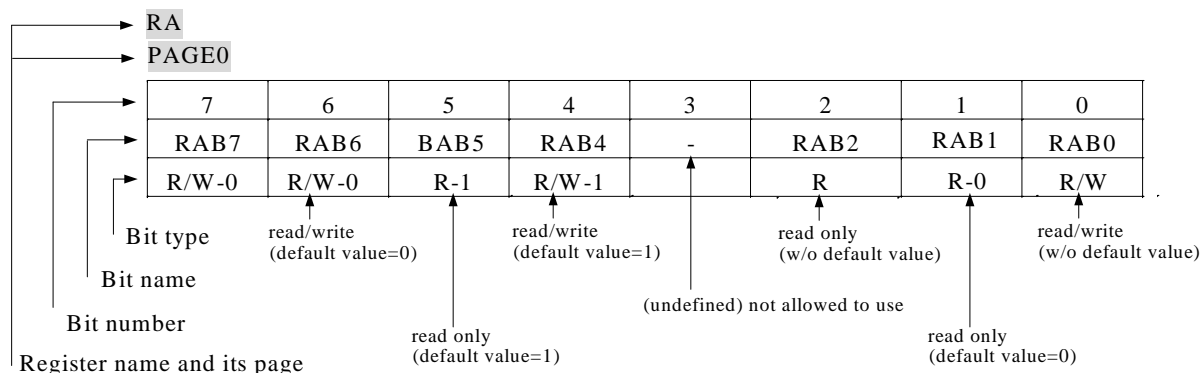 RA
PAGE0
7 6 5 4 3 2 1 0
RAB7 RAB6 BAB5 RAB4 - RAB2 RAB1 RAB0
R/W-0 R/W-0 R-1 R/W-1 R R-0 R/W
Bit type
read/write
(default value=0)
read/write
(default value=1)
read only
(w/o default value)
read/write
(w/o default value)
Bit name
(undefined) not allowed to use
Bit number
read only
(default value=1)
read only
(default value=0)
Register name and its page